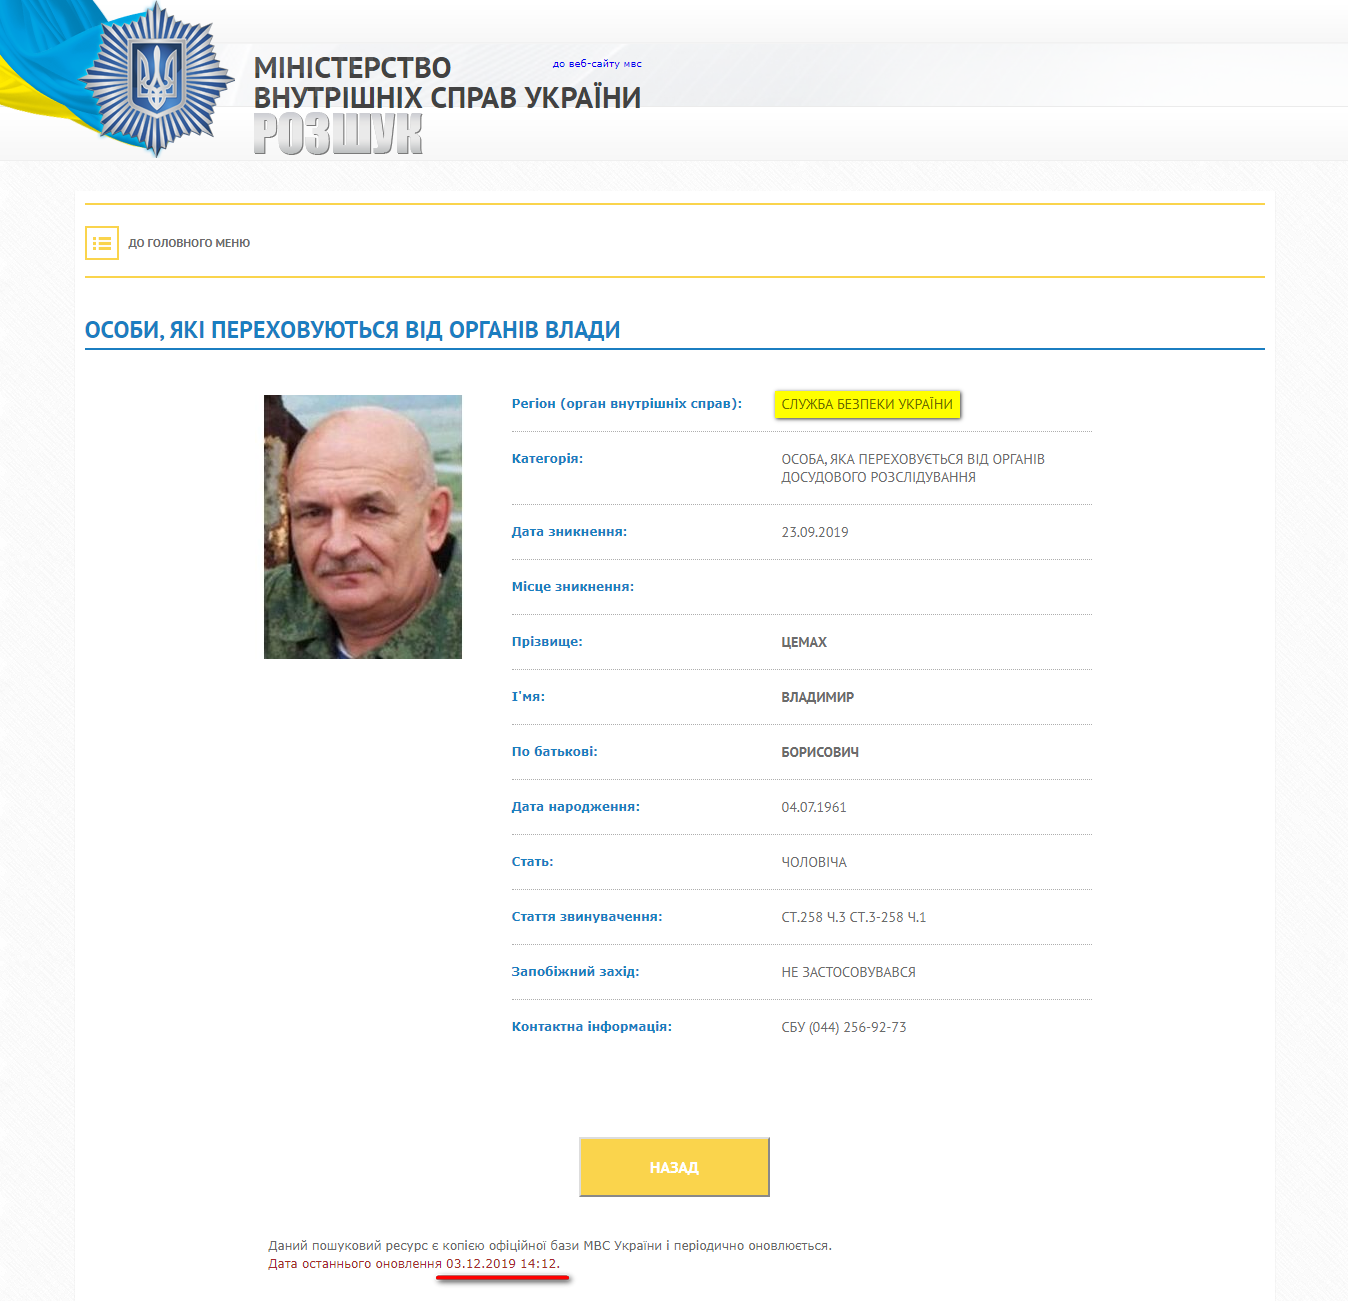 МІНІСТЕРСТВО
до веб-сайту мвс
ВНУТРІШНІХ СПРАВ УКРАЇНИ
РОЗШУК
ДО ГОЛОВНОГО МЕНЮ
ОСОБИ, ЯКІ ПЕРЕХОВУЮТЬСЯ ВІД ОРГАНІВ ВЛАДИ
Регіон (орган внутрішніх справ): СЛУЖБА БЕЗПЕКИ УКРАЇНИ
Категорія: ОСОБА, ЯКА ПЕРЕХОВУЄТЬСЯ ВІД ОРГАНІВ
ДОСУДОВОГО РОЗСЛІДУВАННЯ
Дата зникнення: 23.09.2019
Місце зникнення:
Прізвище: ЦЕМАХ
І'мя: ВЛАДИМИР
По батькові: БОРИСОВИЧ
Дата народження: 04.07.1961
Стать: ЧОЛОВІЧА
Стаття звинувачення: СТ.258 Ч.3 СТ.3-258 Ч.1
Запобіжний захід: НЕ ЗАСТОСОВУВАВСЯ
Контактна інформація: СБУ (044) 256-92-73
НАЗАД
Даний пошуковий ресурс є копією офіційної бази МВС України і періодично оновлюється.
Дата останнього оновлення 03.12.2019 14:12.